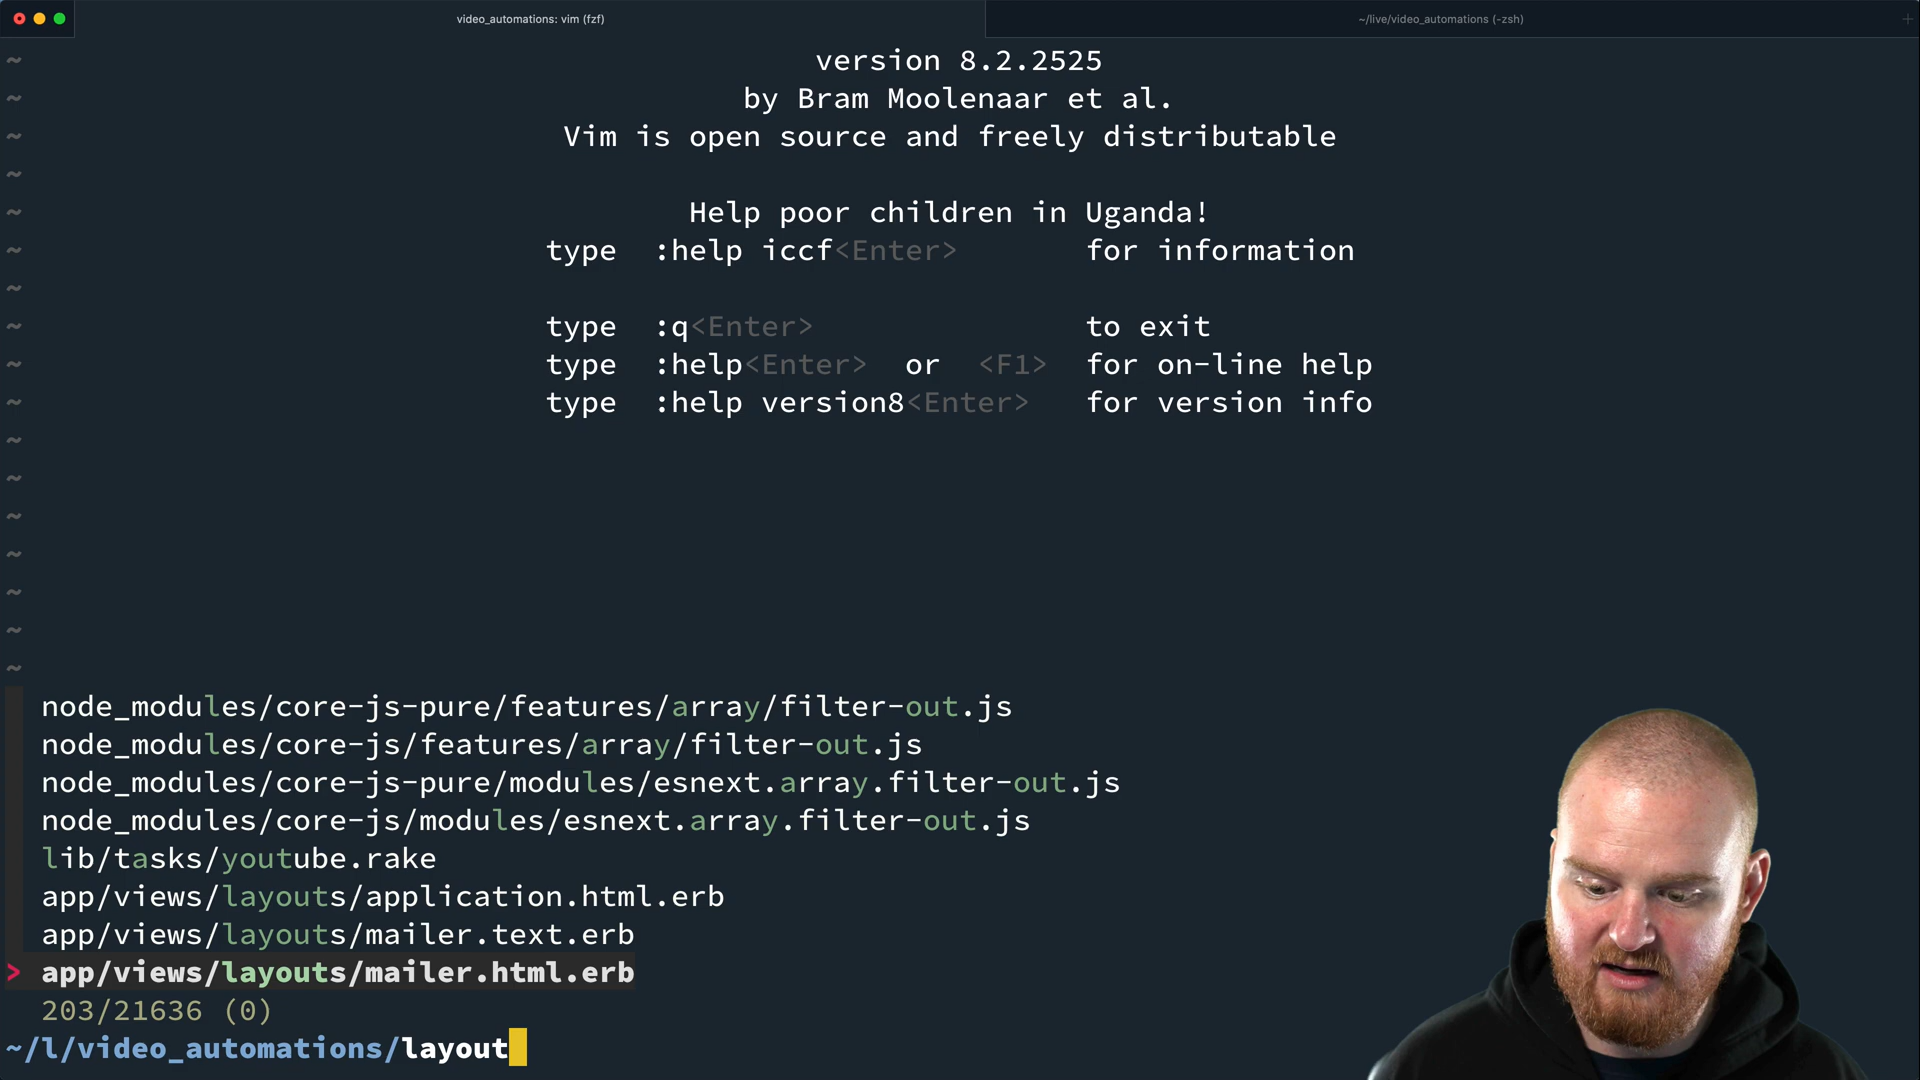 video_automations: vim (fzf)
~/live/video_automations (-zsh)
+
~ version 8.2.2525
~ by Bram Moolenaar et al.
~ Vim is open source and freely distributable
~
~ Help poor children in Uganda!
~ type :help iccf<Enter> for information
~
~ type :q<Enter> to exit
~ type :help<Enter> or <F1> for on-line help
~ type :help version8<Enter> for version info
~
~
~
~
~
~
~
node_modules/core-js-pure/features/array/filter-out.js
node_modules/core-js/features/array/filter-out.js
node_modules/core-js-pure/modules/esnext.array.filter-out.js
node_modules/core-js/modules/esnext.array.filter-out.js
lib/tasks/youtube.rake
app/views/layouts/application.html.erb
app/views/layouts/mailer.text.erb
> app/views/layouts/mailer.html.erb
203/21636 (0)
~/l/video_automations/layout